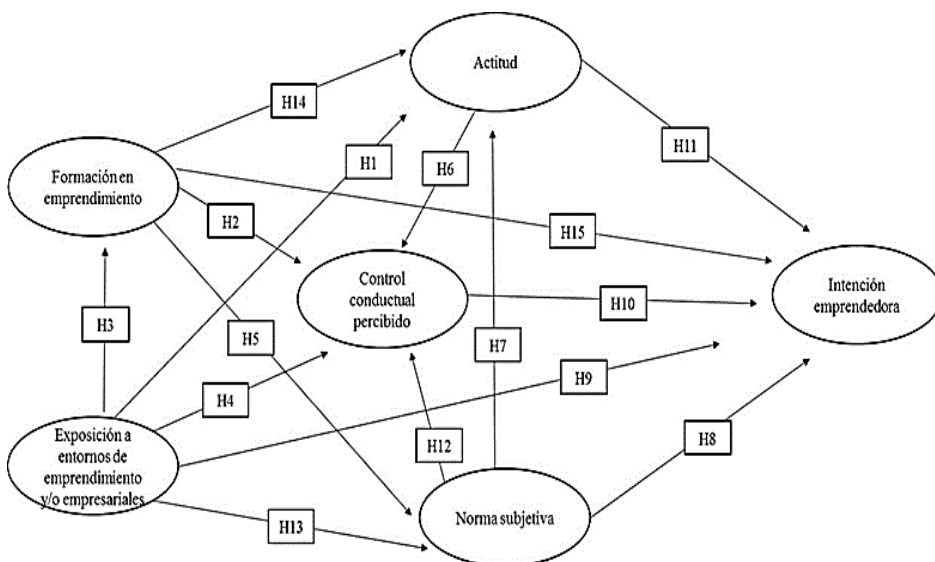 Actitud
H14
H11
H1
H6
Formación en
emprendimiento
H2
H15
Control
conductual
percibido
Intención
emprendedora
H10
H3
H5
H7
H9
H4
Exposición a
entornos de
emprendimiento
y/o empresariales
H12
H8
Norma subjetiva
H13